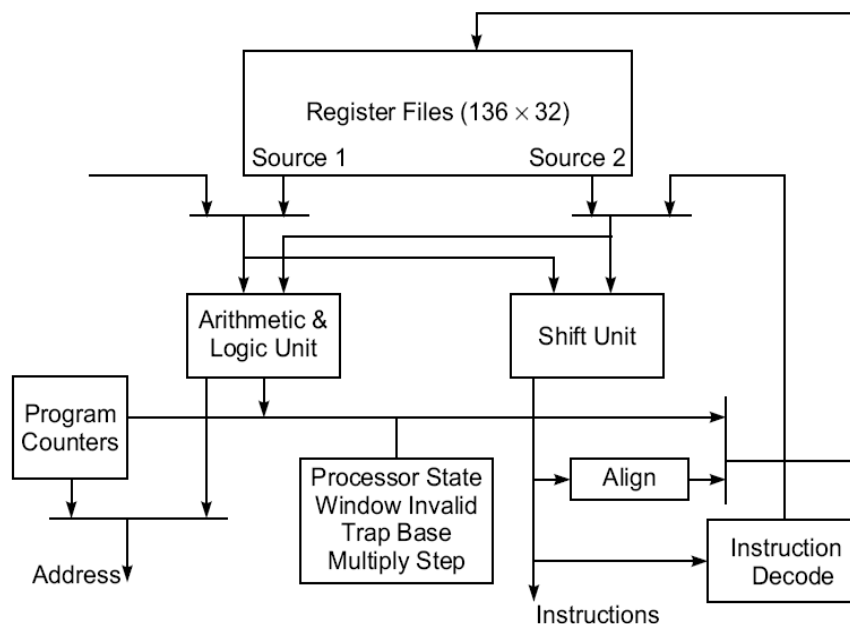 Register Files (136 × 32)
Source 1
Source 2
Arithmetic &
Logic Unit
Shift Unit
Program
Counters
Processor State
Window Invalid
Trap Base
Multiply Step
Align
Instruction
Decode
Address
Instructions